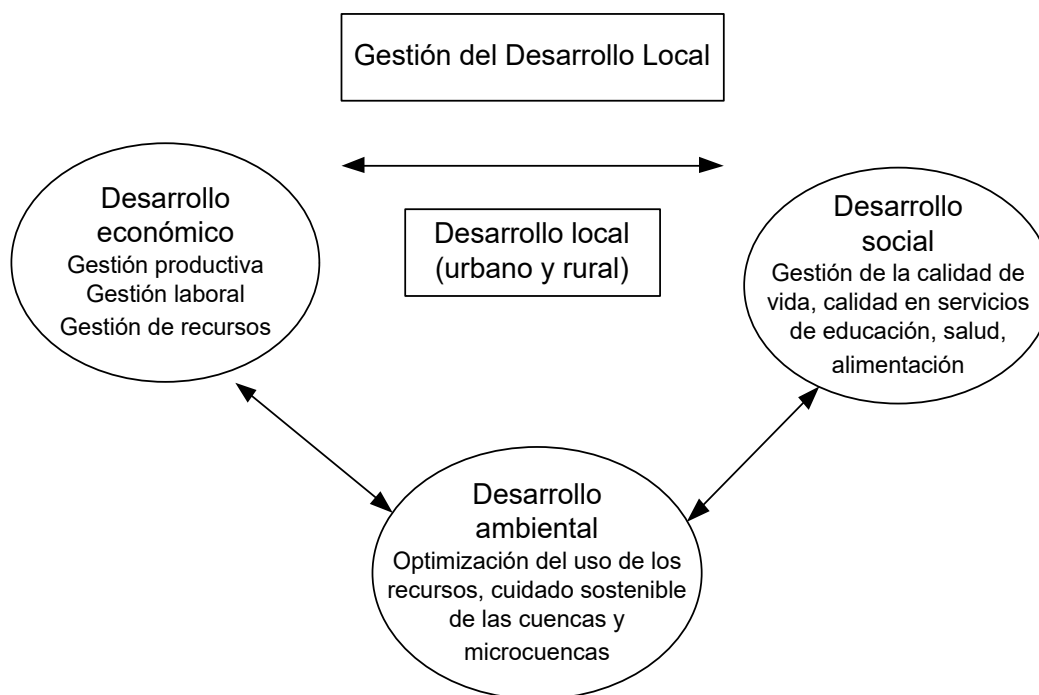 Gestión del Desarrollo Local
Desarrollo
económico
Gestión productiva
Gestión laboral
Gestión de recursos
Desarrollo local
(urbano y rural)
Desarrollo
social
Gestión de la calidad de
vida, calidad en servicios
de educación, salud,
alimentación
Desarrollo
ambiental
Optimización del uso de los
recursos, cuidado sostenible
de las cuencas y
microcuencas